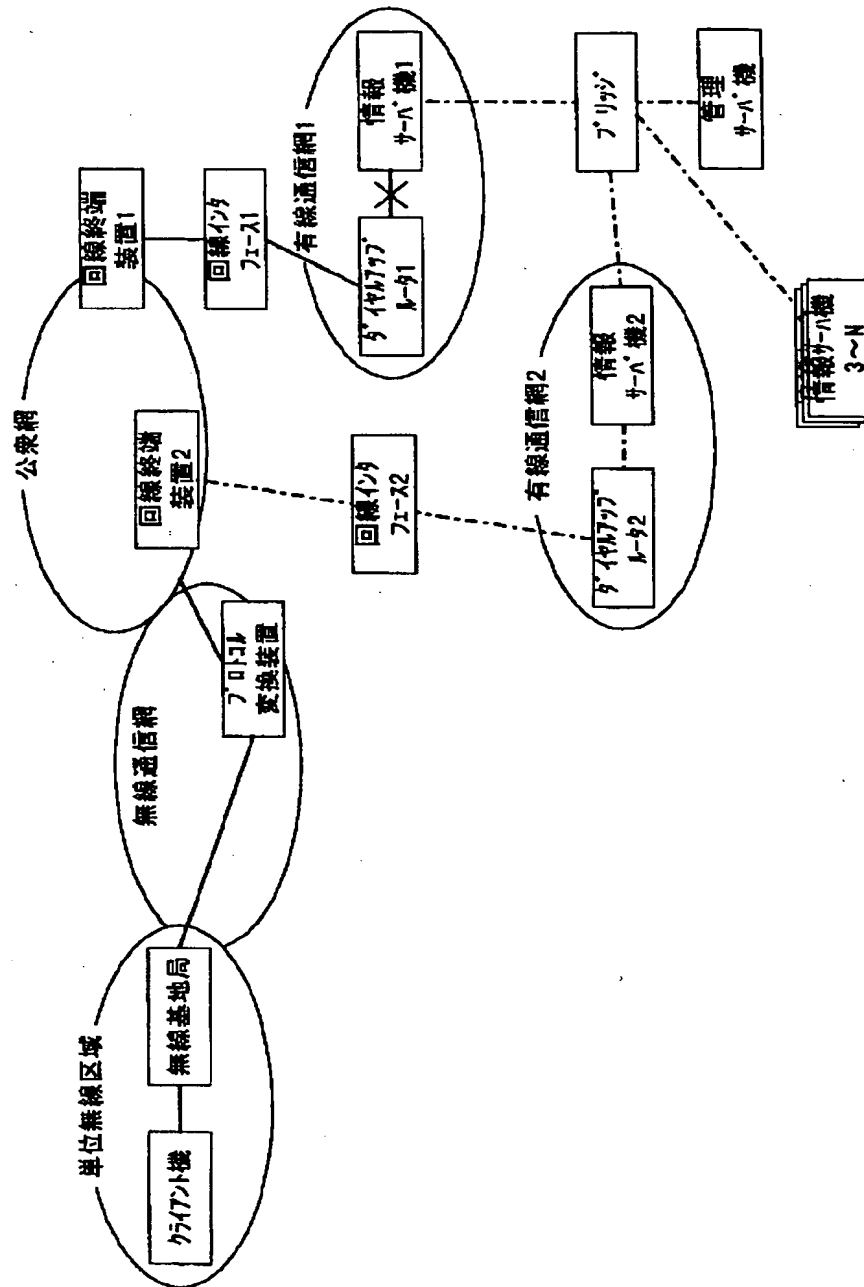 単位無線区域
クライアント機
無線基地局
無線通信網
プロトコル
変換装置
公衆網
回線終端
装置2
回線終端
装置1
回線インタ
フェース1
回線インタ
フェース2
有線通信網1
ダイヤルアップ
ルータ1
情報
サーバ機1
有線通信網2
ダイヤルアップ
ルータ2
情報
サーバ機2
ブリッジ
管理
サーバ機
情報サーバ機
3〜N